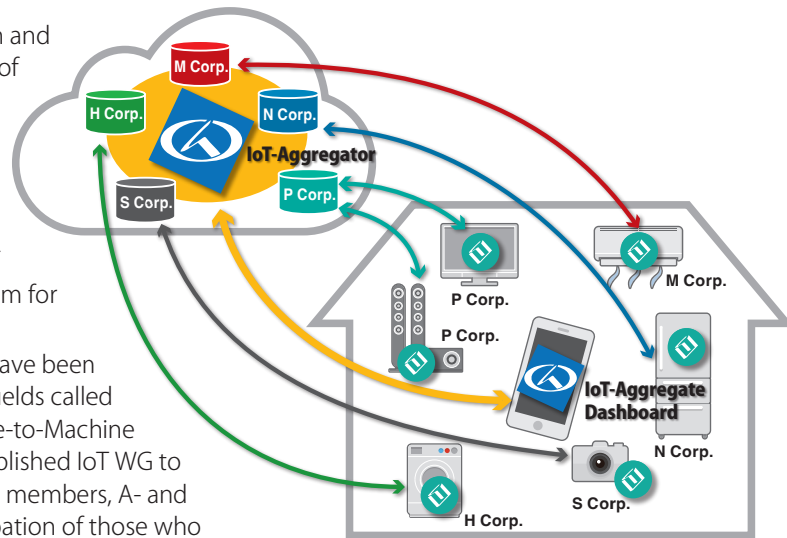 n and
of
M Corp.
H Corp.
N Corp.
IoT-Aggregator
S Corp.
P Corp.
m for
P Corp.
M Corp.
P Corp.
ave been
elds called
IoT-Aggregate
Dashboard
e-to-Machine
N Corp.
blished IoT WG to
members, A- and
S Corp.
H Corp.
pation of those who